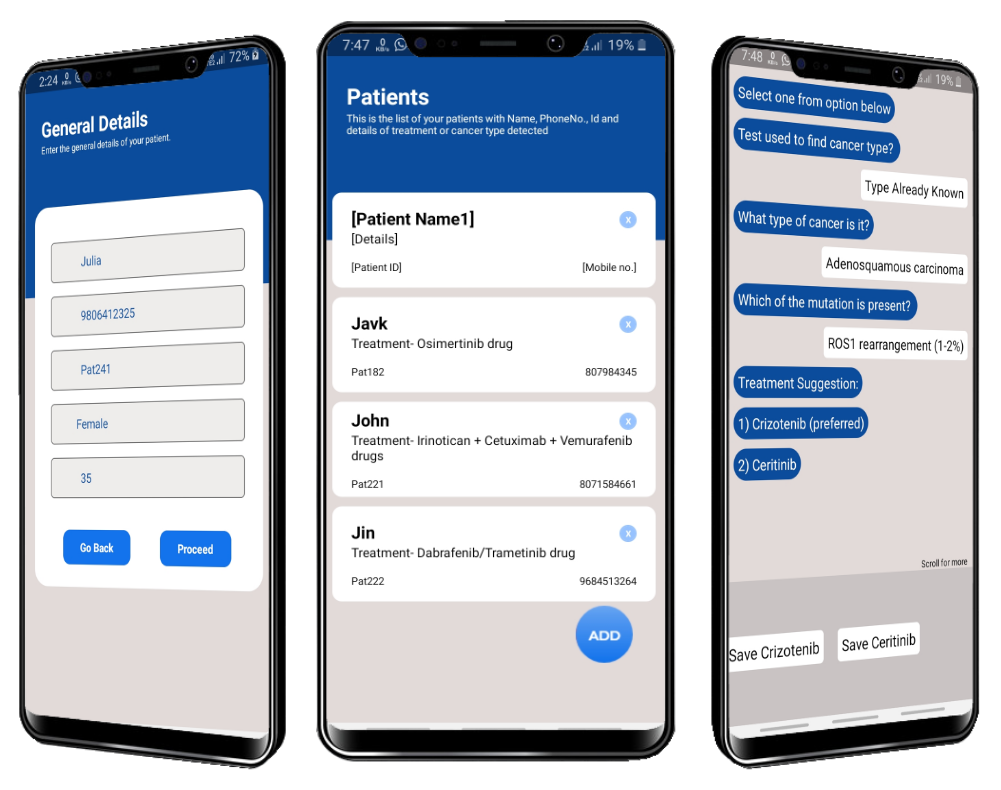 2:24
0
KB/s
72%
General Details
Enter the general details of your patient.
Julia
9806412325
Pat241
Female
35
Go Back
Proceed
7:47
0
KB/s
19%
Patients
This is the list of your patients with Name, PhoneNo., Id and
details of treatment or cancer type detected
[Patient Name1]
x
[Details]
[Patient ID]
[Mobile no.]
Javk
x
Treatment- Osimertinib drug
Pat182
807984345
John
x
Treatment- Irinotican + Cetuximab + Vemurafenib
drugs
Pat221
8071584661
Jin
x
Treatment- Dabrafenib/Trametinib drug
Pat222
9684513264
ADD
7:48
0
KB/s
19%
Select one from option below
Test used to find cancer type?
Type Already Known
What type of cancer is it?
Adenosquamous carcinoma
Which of the mutation is present?
ROS1 rearrangement (1-2%)
Treatment Suggestion:
1) Crizotenib (preferred)
2) Ceritinib
Scroll for more
Save Crizotenib
Save Ceritinib